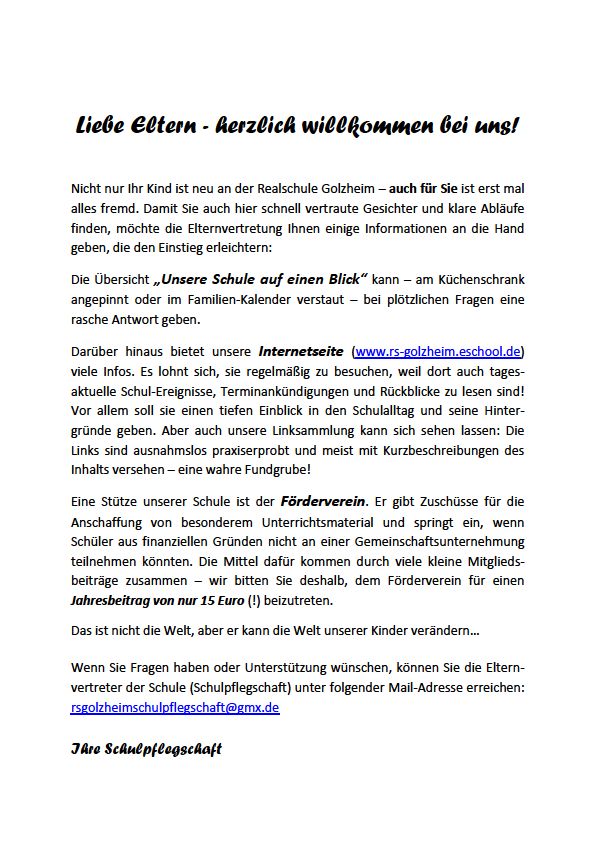 Liebe Eltern - herzlich willkommen bei uns!
Nicht nur Ihr Kind ist neu an der Realschule Golzheim – auch für Sie ist erst mal
alles fremd. Damit Sie auch hier schnell vertraute Gesichter und klare Abläufe
finden, möchte die Elternvertretung Ihnen einige Informationen an die Hand
geben, die den Einstieg erleichtern:
Die Übersicht „Unsere Schule auf einen Blick“ kann – am Küchenschrank
angepinnt oder im Familien-Kalender verstaut – bei plötzlichen Fragen eine
rasche Antwort geben.
Darüber hinaus bietet unsere Internetseite (www.rs-golzheim.eschool.de)
viele Infos. Es lohnt sich, sie regelmäßig zu besuchen, weil dort auch tages-
aktuelle Schul-Ereignisse, Terminankündigungen und Rückblicke zu lesen sind!
Vor allem soll sie einen tiefen Einblick in den Schulalltag und seine Hinter-
gründe geben. Aber auch unsere Linksammlung kann sich sehen lassen: Die
Links sind ausnahmslos praxiserprobt und meist mit Kurzbeschreibungen des
Inhalts versehen – eine wahre Fundgrube!
Eine Stütze unserer Schule ist der Förderverein. Er gibt Zuschüsse für die
Anschaffung von besonderem Unterrichtsmaterial und springt ein, wenn
Schüler aus finanziellen Gründen nicht an einer Gemeinschaftsunternehmung
teilnehmen könnten. Die Mittel dafür kommen durch viele kleine Mitglieds-
beiträge zusammen – wir bitten Sie deshalb, dem Förderverein für einen
Jahresbeitrag von nur 15 Euro (!) beizutreten.
Das ist nicht die Welt, aber er kann die Welt unserer Kinder verändern…
Wenn Sie Fragen haben oder Unterstützung wünschen, können Sie die Eltern-
vertreter der Schule (Schulpflegschaft) unter folgender Mail-Adresse erreichen:
rsgolzheimschulpflegschaft@gmx.de
Ihre Schulpflegschaft